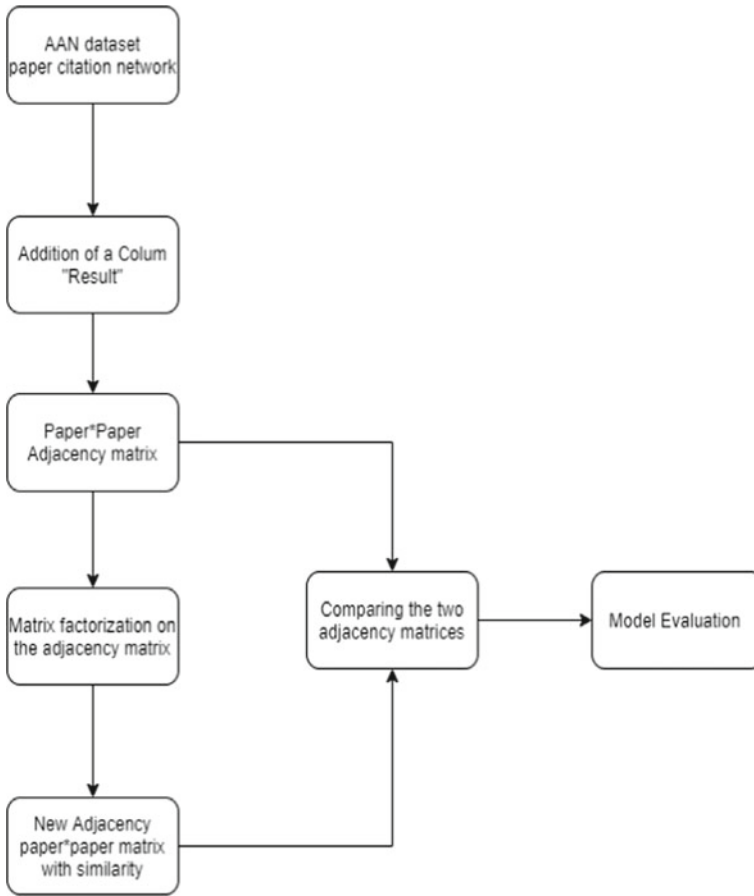 AAN dataset
paper citation network
Addition of a Colum
"Result"
Paper*Paper
Adjacency matrix
Matrix factorization on
the adjacency matrix
New Adjacency
paper*paper matrix
with similarity
Comparing the two
adjacency matrices
Model Evaluation